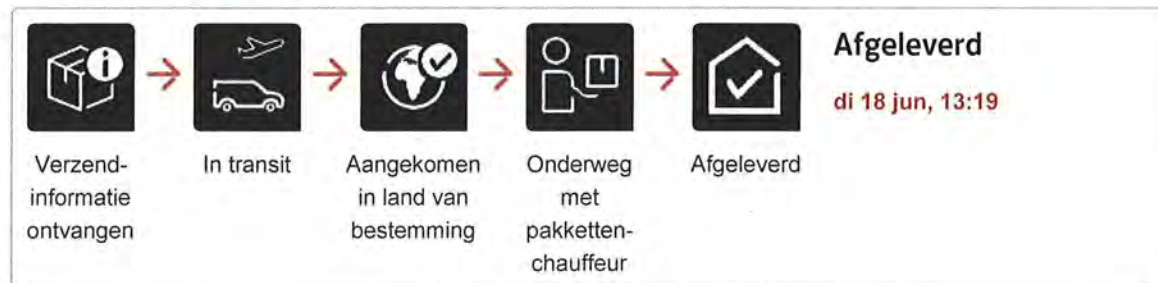 Verzend-
informatie
ontvangen
In transit
Aangekomen
in land van
bestemming
Onderweg
met
pakketten-
chauffeur
Afgeleverd
Afgeleverd
di 18 jun, 13:19